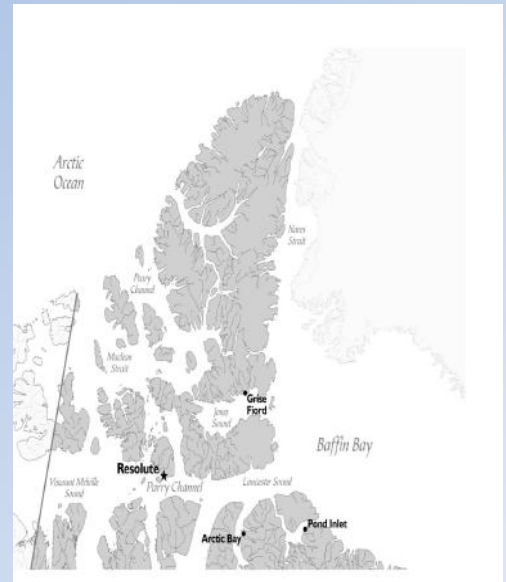 Arctic
Ocean
Nares
Strait
Peary
Channel
Maclean
Strait
Grise
Fiord
Jones
Sound
Baffin Bay
Resolute
Viscount Melville
Sound
Parry Channel
Lancaster Sound
Pond Inlet
Arctic Bay